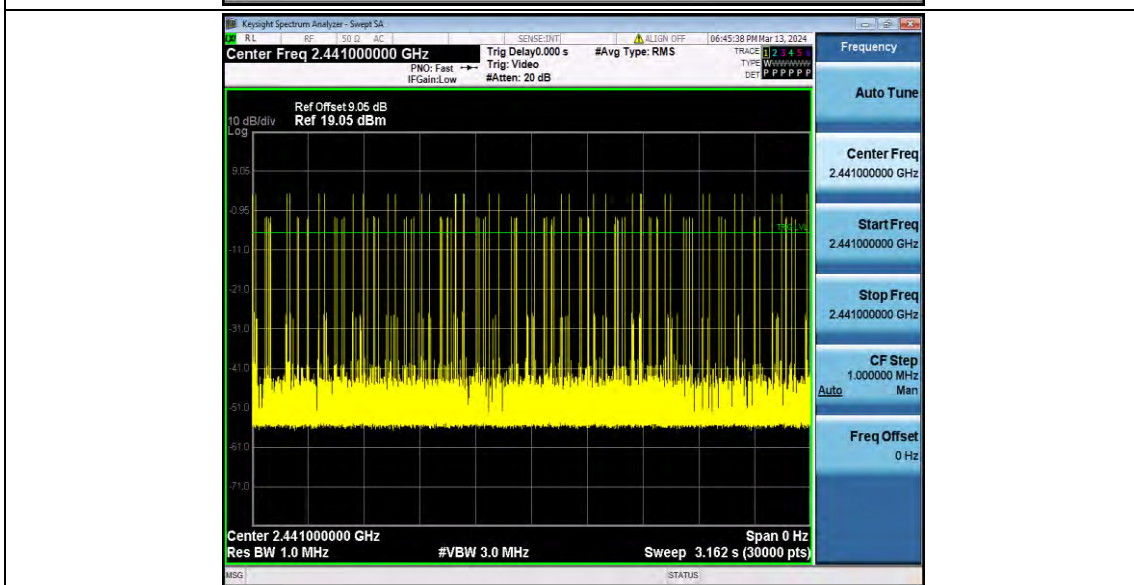 Keysight Spectrum Analyzer - Swept SA
RL RF 50 Ω AC SENSE:INT ALIGN OFF 06:45:38 PM Mar 13, 2024
Center Freq 2.441000000 GHz
Trig Delay0.000 s #Avg Type: RMS TRACE 1 2 3 4 5 6
PNO: Fast Trig: Video TYPE WWWWWW
IFGain:Low #Atten: 20 dB DET P P P P P P
Frequency
Auto Tune
Ref Offset 9.05 dB
10 dB/div Ref 19.05 dBm
Log
9.05
-0.95
TRIG LVL
-11.0
-21.0
-31.0
-41.0
-51.0
-61.0
-71.0
Center Freq
2.441000000 GHz
Start Freq
2.441000000 GHz
Stop Freq
2.441000000 GHz
CF Step
1.000000 MHz
Auto Man
Freq Offset
0 Hz
Center 2.441000000 GHz Span 0 Hz
Res BW 1.0 MHz #VBW 3.0 MHz Sweep 3.162 s (30000 pts)
MSG STATUS